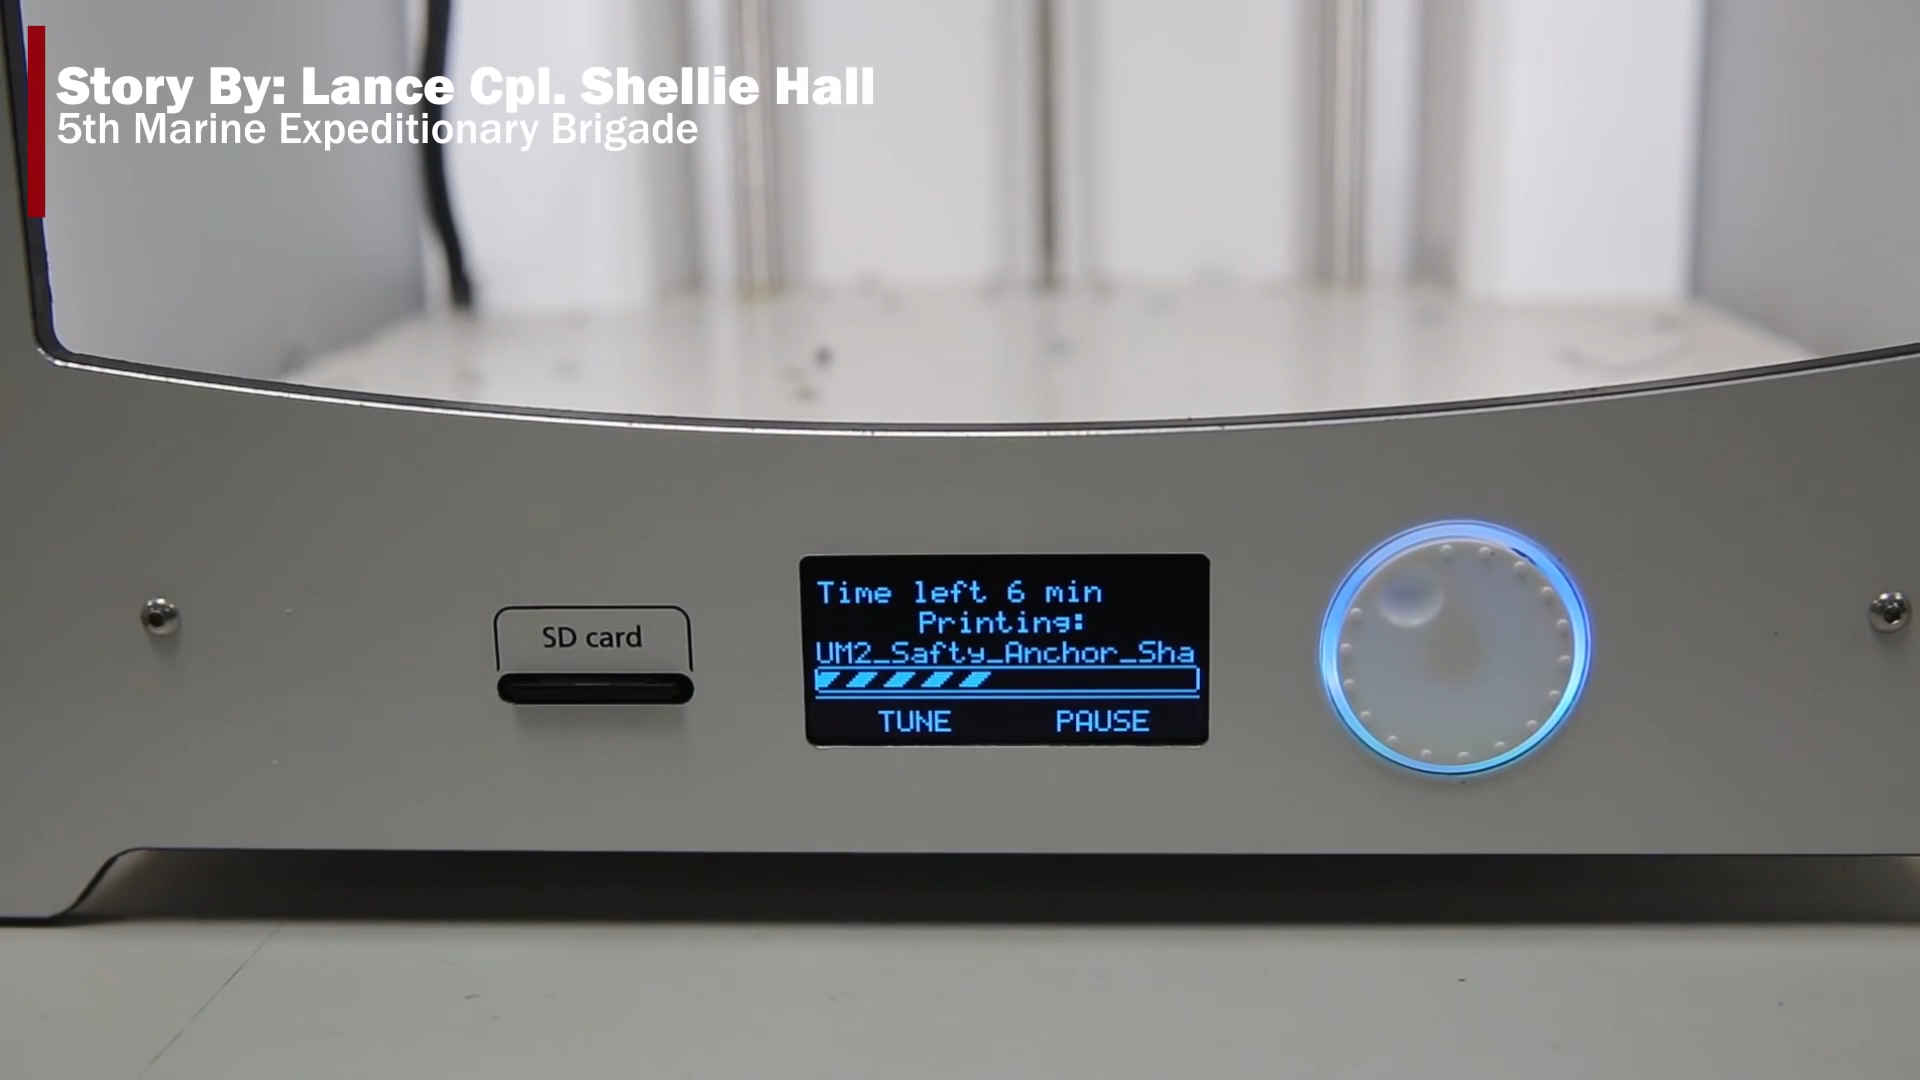 Story By: Lance Cpl. Shellie Hall
5th Marine Expeditionary Brigade
SD card
Time left 6 min
Printing:
UM2_Safty_Anchor_Sha
TUNE PAUSE